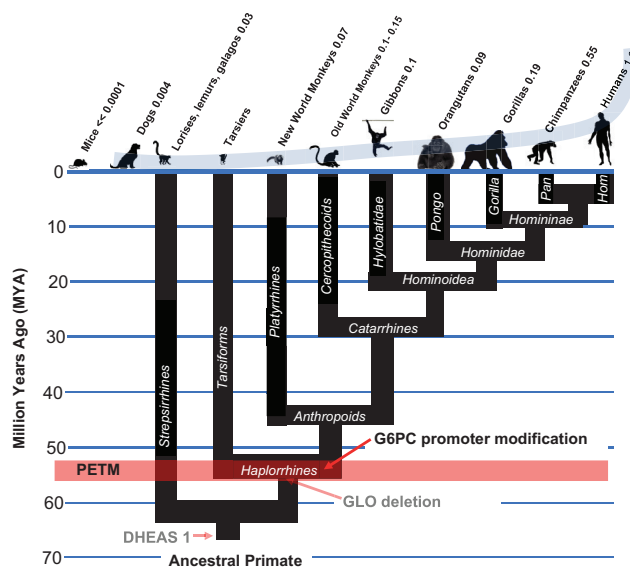 Mice << 0.0001
Dogs 0.004
Lorises, lemurs, galagos 0.03
Tarsiers
New World Monkeys 0.07
Old World Monkeys 0.1- 0.15
Gibbons 0.1
Orangutans 0.09
Gorillas 0.19
Chimpanzees 0.55
Humans
Million Years Ago (MYA)
0
10
20
30
40
50
60
70
Strepsirrhines
Tarsiforms
Platyrrhines
Cercopithecoids
Hylobatidae
Pongo
Gorilla
Pan
Hom
Homininae
Hominidae
Hominoidea
Catarrhines
Anthropoids
G6PC promoter modification
PETM
Haplorrhines
GLO deletion
DHEAS 1
Ancestral Primate